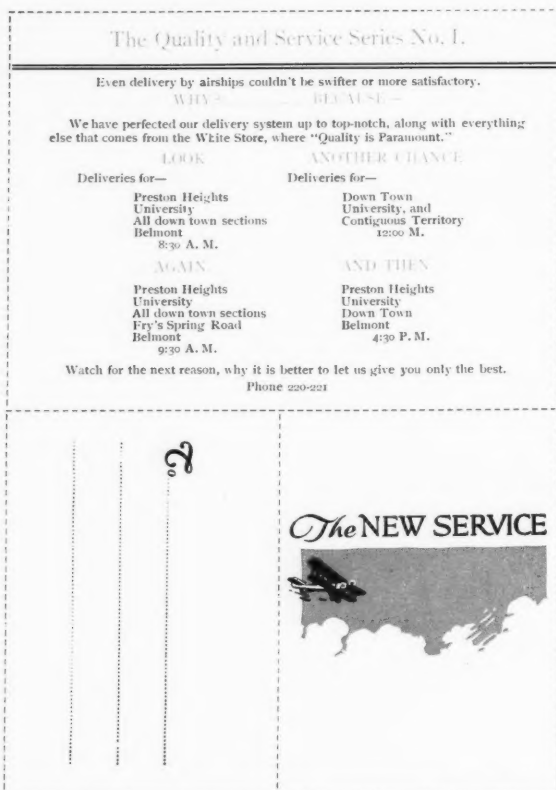 The Quality and Service Series No. I.
Even delivery by airships couldn't be swifter or more satisfactory.
WHY? BECAUSE—
We have perfected our delivery system up to top-notch, along with everything
else that comes from the White Store, where "Quality is Paramount."
LOOK
Deliveries for—
Preston Heights
University
All down town sections
Belmont
8:30 A. M.
ANOTHER CHANCE
Deliveries for—
Down Town
University, and
Contiguous Territory
12:00 M.
AGAIN
Preston Heights
University
All down town sections
Fry's Spring Road
Belmont
9:30 A. M.
AND THEN
Preston Heights
University
Down Town
Belmont
4:30 P. M.
Watch for the next reason, why it is better to let us give you only the best.
Phone 220-221
The NEW SERVICE